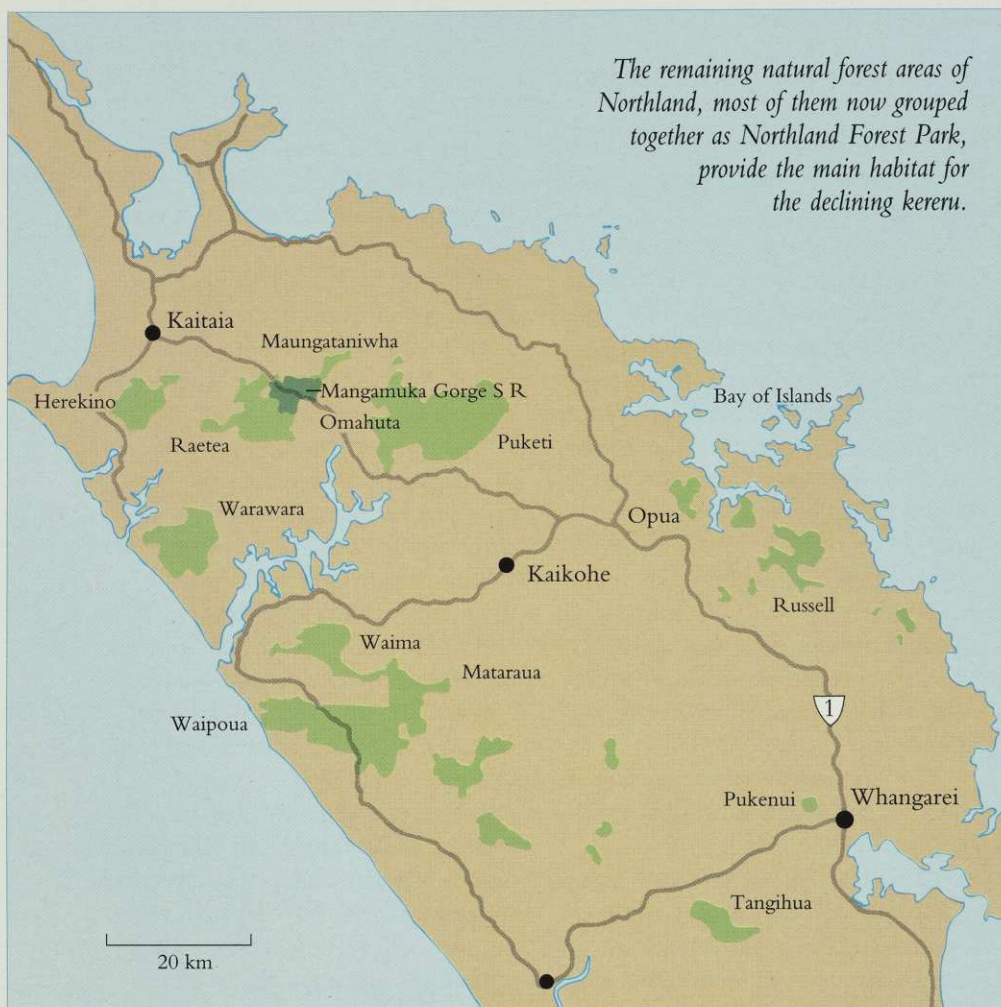 The remaining natural forest areas of
Northland, most of them now grouped
together as Northland Forest Park,
provide the main habitat for
the declining kereru.
Kaitaia
Maungataniwha
Mangamuka Gorge S R
Herekino
Omahuta
Bay of Islands
Raetea
Puketi
Warawara
Opua
Kaikohe
Russell
Waima
Mataraua
Waipoua
1
Pukenui
Whangarei
Tangihua
20 km